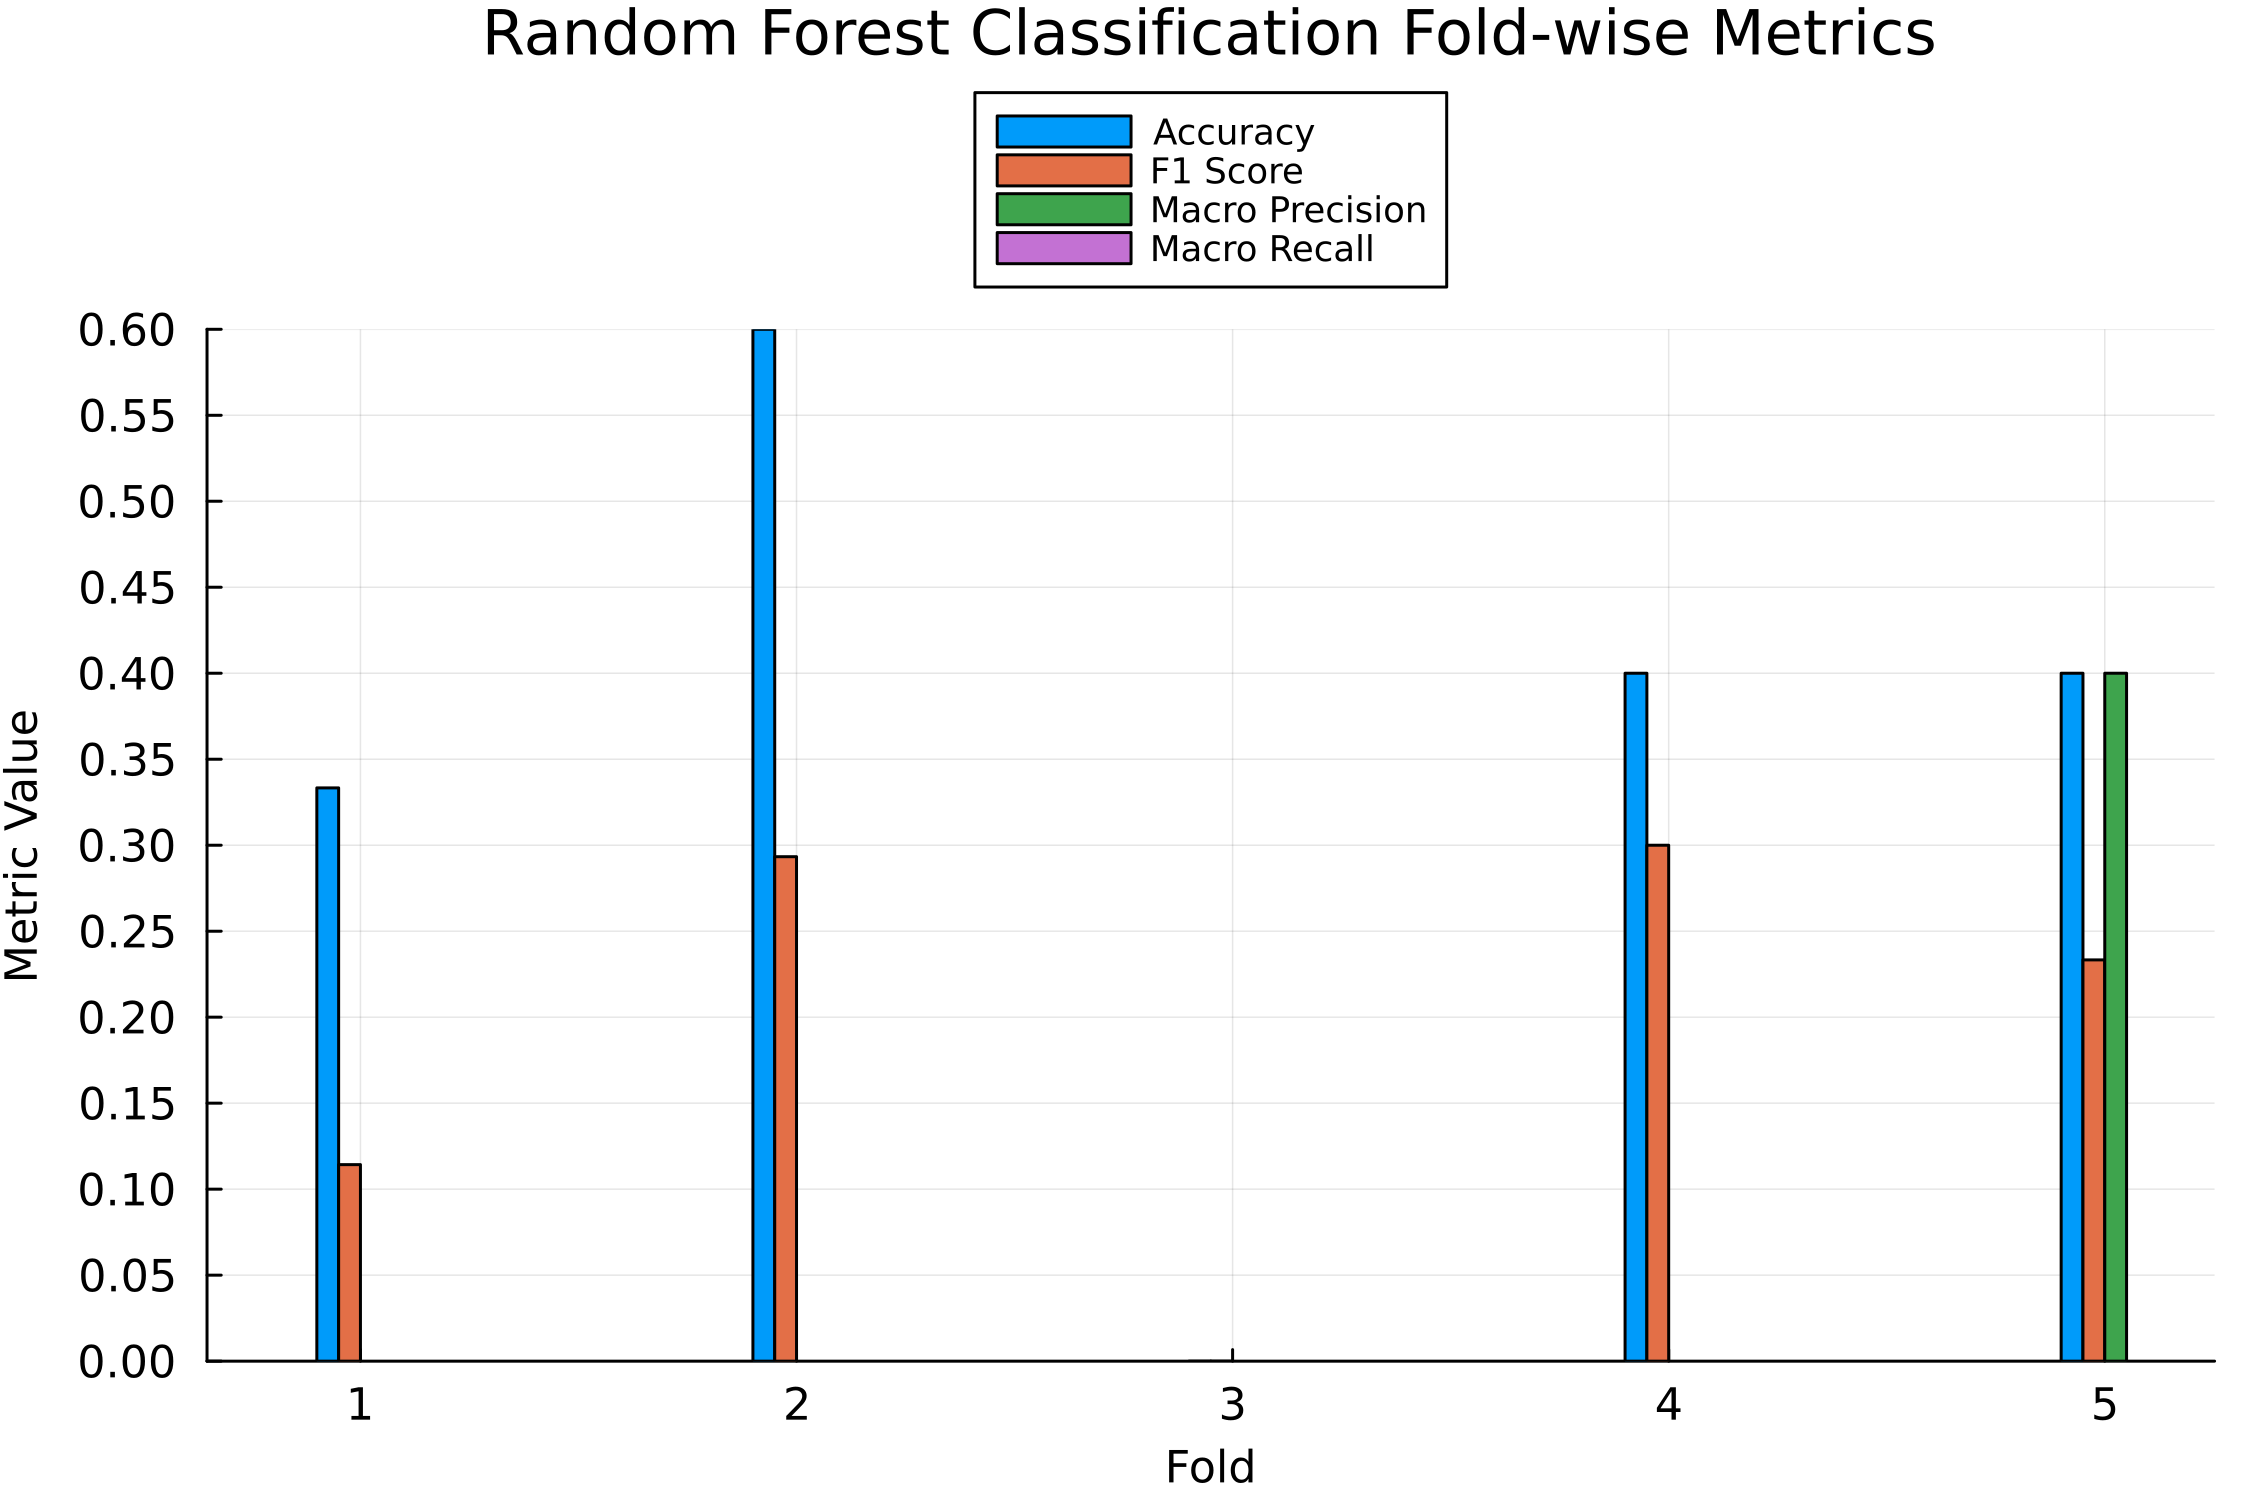 Random Forest Classification Fold-wise Metrics
Accuracy
F1 Score
Macro Precision
Macro Recall
0.60
0.55
0.50
0.45
0.40
0.35
0.30
0.25
0.20
0.15
0.10
0.05
0.00
Metric Value
1 2 3 4 5
Fold